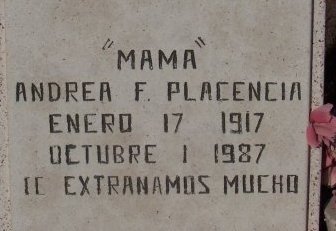 "MAMA"
ANDREA F. PLACENCIA
ENERO 17 1917
OCTUBRE 1 1987
TE EXTRANAMOS MUCHO